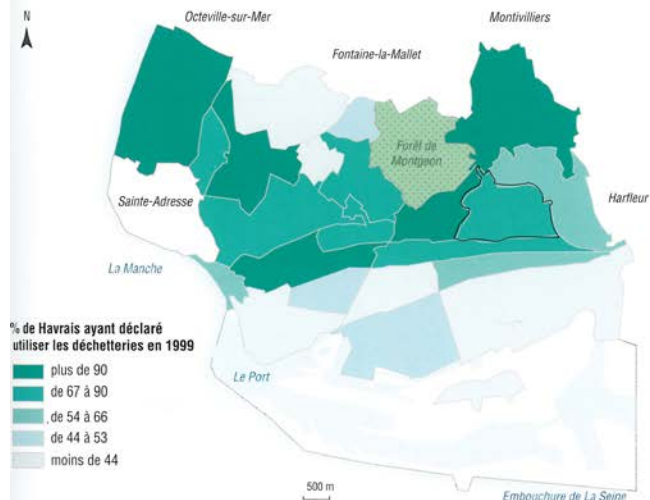 N
Octeville-sur-Mer
Montivilliers
Fontaine-la-Mallet
Forêt de
Montgeon
Sainte-Adresse
Harfleur
La Manche
% de Havrais ayant déclaré
utiliser les déchetteries en 1999
plus de 90
de 67 à 90
de 54 à 66
de 44 à 53
moins de 44
Le Port
500 m
Embouchure de La Seine